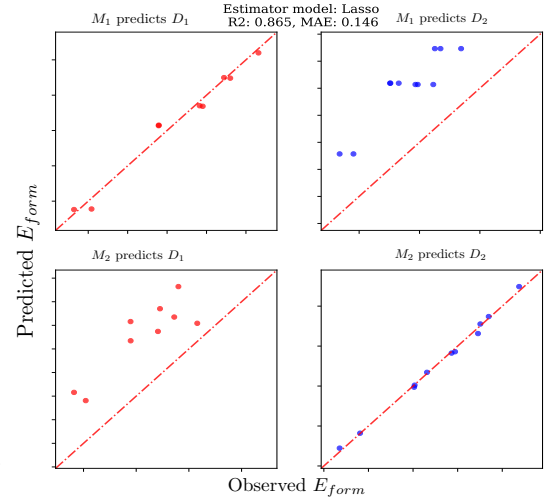 Estimator model: Lasso
R2: 0.865, MAE: 0.146
M₁ predicts D₁
M₁ predicts D₂
M₂ predicts D₁
M₂ predicts D₂
Predicted E_form
Observed E_form